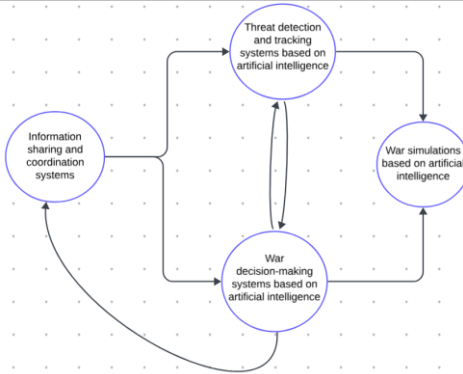 Threat detection
and tracking
systems based on
artificial intelligence
Information
sharing and
coordination
systems
War simulations
based on artificial
intelligence
War
decision-making
systems based on
artificial intelligence